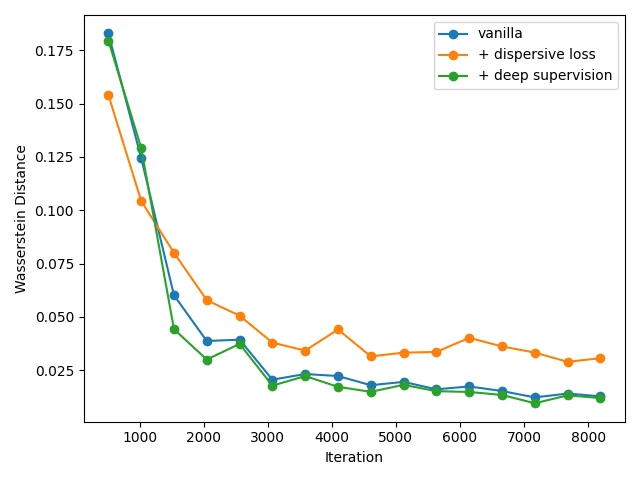 vanilla
+ dispersive loss
+ deep supervision
Wasserstein Distance
0.175
0.150
0.125
0.100
0.075
0.050
0.025
1000 2000 3000 4000 5000 6000 7000 8000
Iteration